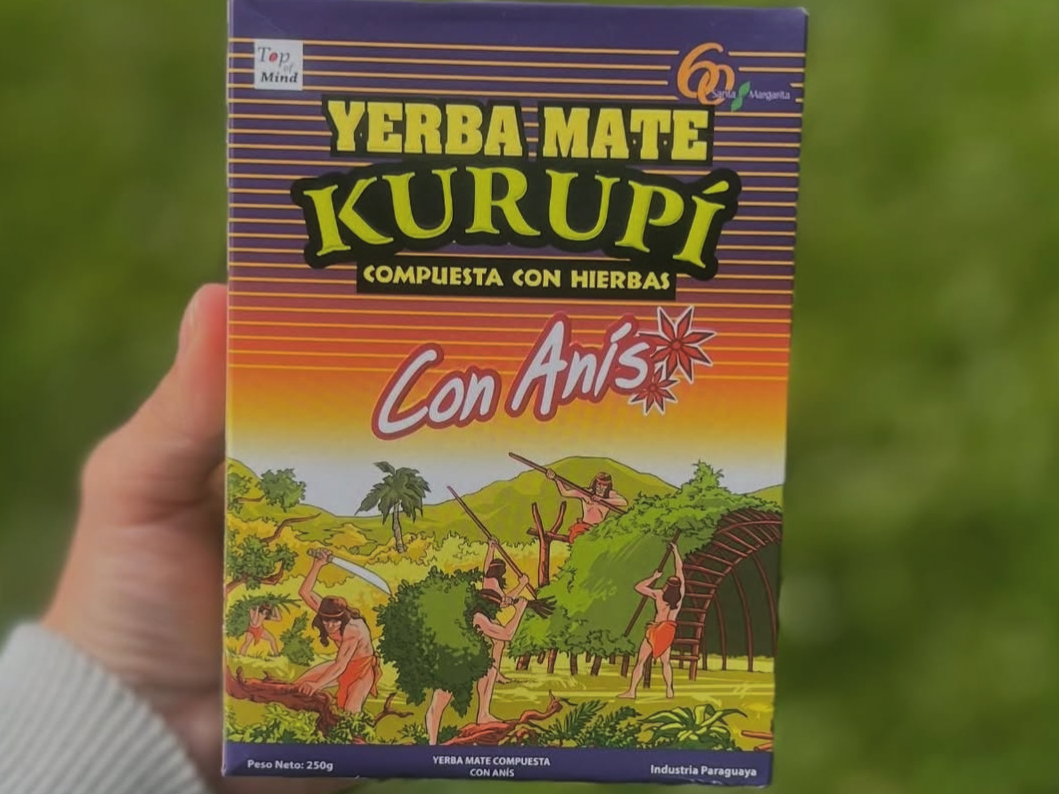 Top
of
Mind
60
Santa Margarita
YERBA MATE
KURUPÍ
COMPUESTA CON HIERBAS
Con Anís
Peso Neto: 250g
YERBA MATE COMPUESTA
CON ANÍS
Industria Paraguaya